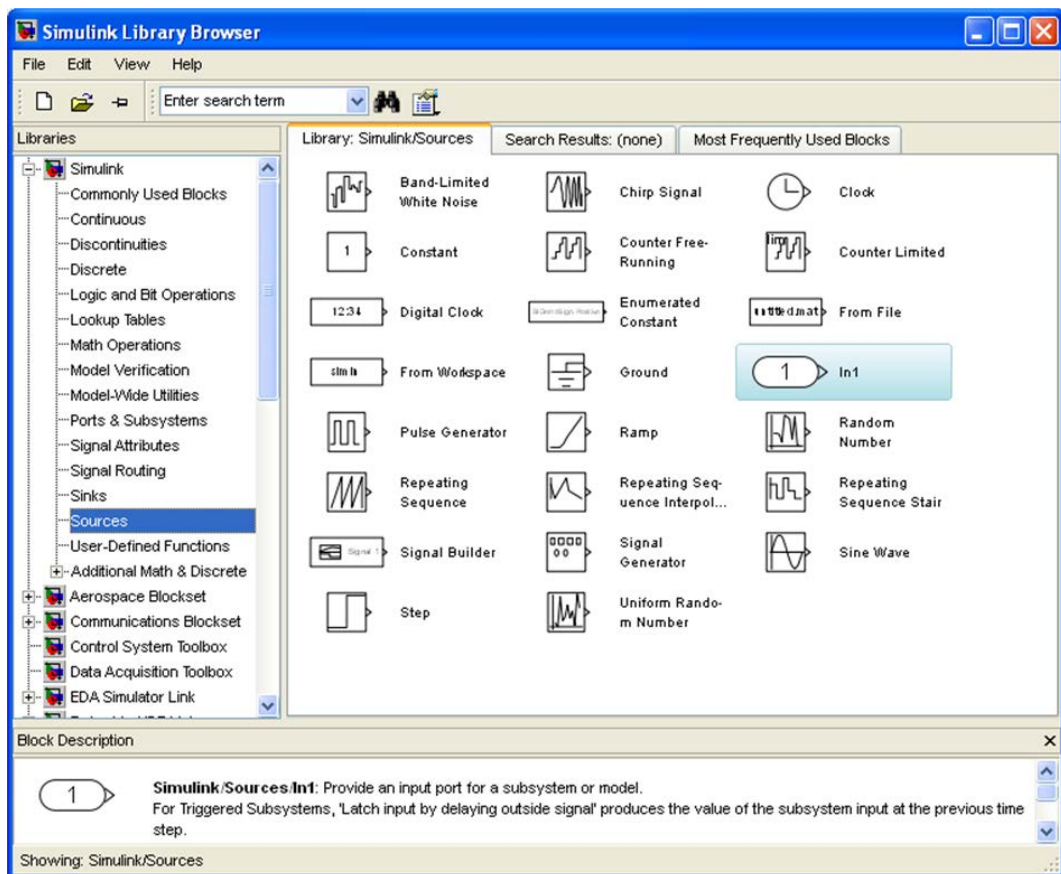 Simulink Library Browser
File Edit View Help
Enter search term
Libraries
Library: Simulink/Sources
Search Results: (none)
Most Frequently Used Blocks
Simulink
Commonly Used Blocks
Continuous
Discontinuities
Discrete
Logic and Bit Operations
Lookup Tables
Math Operations
Model Verification
Model-Wide Utilities
Ports & Subsystems
Signal Attributes
Signal Routing
Sinks
Sources
User-Defined Functions
Additional Math & Discrete
Aerospace Blockset
Communications Blockset
Control System Toolbox
Data Acquisition Toolbox
EDA Simulator Link
Band-Limited
White Noise
Chirp Signal
Clock
1
Constant
Counter Free-
Running
Counter Limited
12:34
Digital Clock
Enumerated
Constant
untitled.mat
From File
simin
From Workspace
Ground
1
In1
Pulse Generator
Ramp
Random
Number
Repeating
Sequence
Repeating Seq-
uence Interpol...
Repeating
Sequence Stair
Signal 1
Signal Builder
Signal
Generator
Sine Wave
Step
Uniform Rando-
m Number
Block Description
1
Simulink/Sources/In1: Provide an input port for a subsystem or model.
For Triggered Subsystems, 'Latch input by delaying outside signal' produces the value of the subsystem input at the previous time
step.
Showing: Simulink/Sources